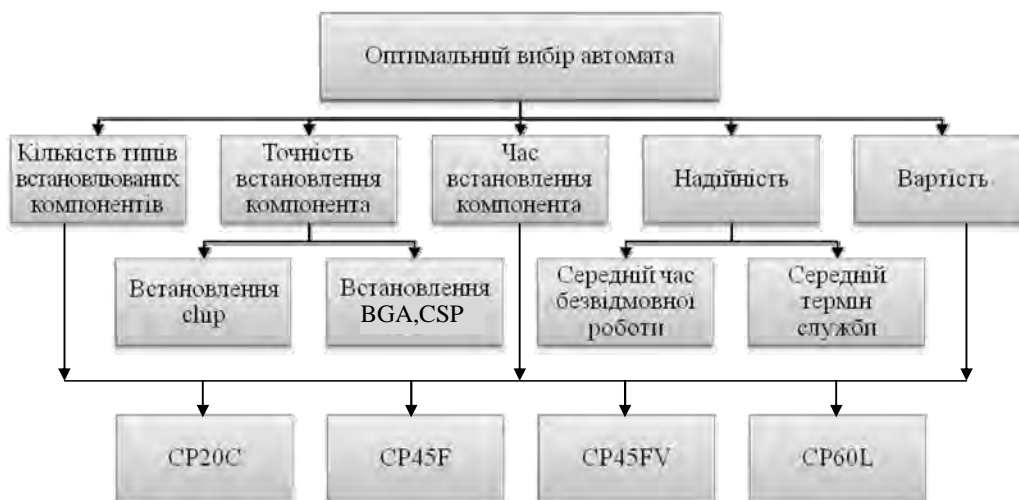 Оптимальний вибір автомата
Кількість типів
встановлюваних
компонентів
Точність
встановлення
компонента
Час
встановлення
компонента
Надійність
Вартість
Встановлення
chip
Встановлення
BGA,CSP
Середній час
безвідмовної
роботи
Середній
термін
служби
CP20C
CP45F
CP45FV
CP60L